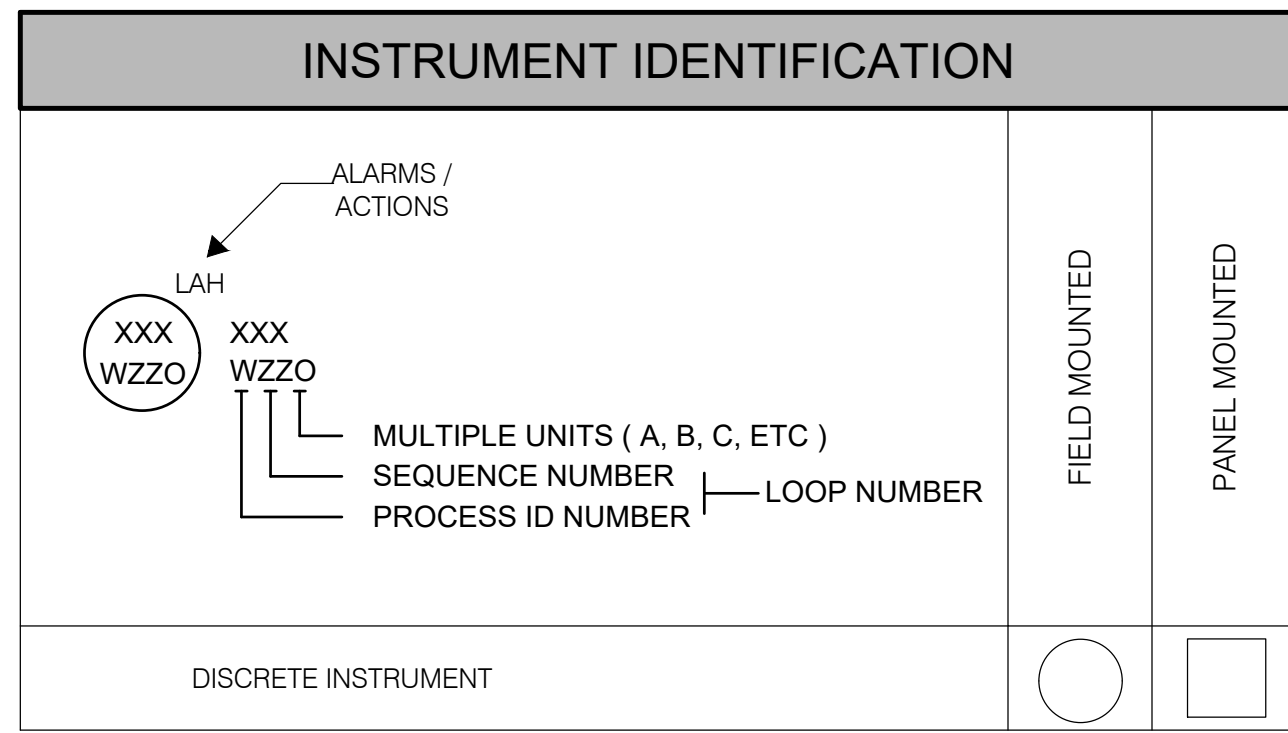 INSTRUMENT IDENTIFICATION
ALARMS /
ACTIONS
LAH
XXX
WZZO
XXX
WZZO
MULTIPLE UNITS ( A, B, C, ETC )
SEQUENCE NUMBER
PROCESS ID NUMBER
LOOP NUMBER
FIELD MOUNTED
PANEL MOUNTED
DISCRETE INSTRUMENT